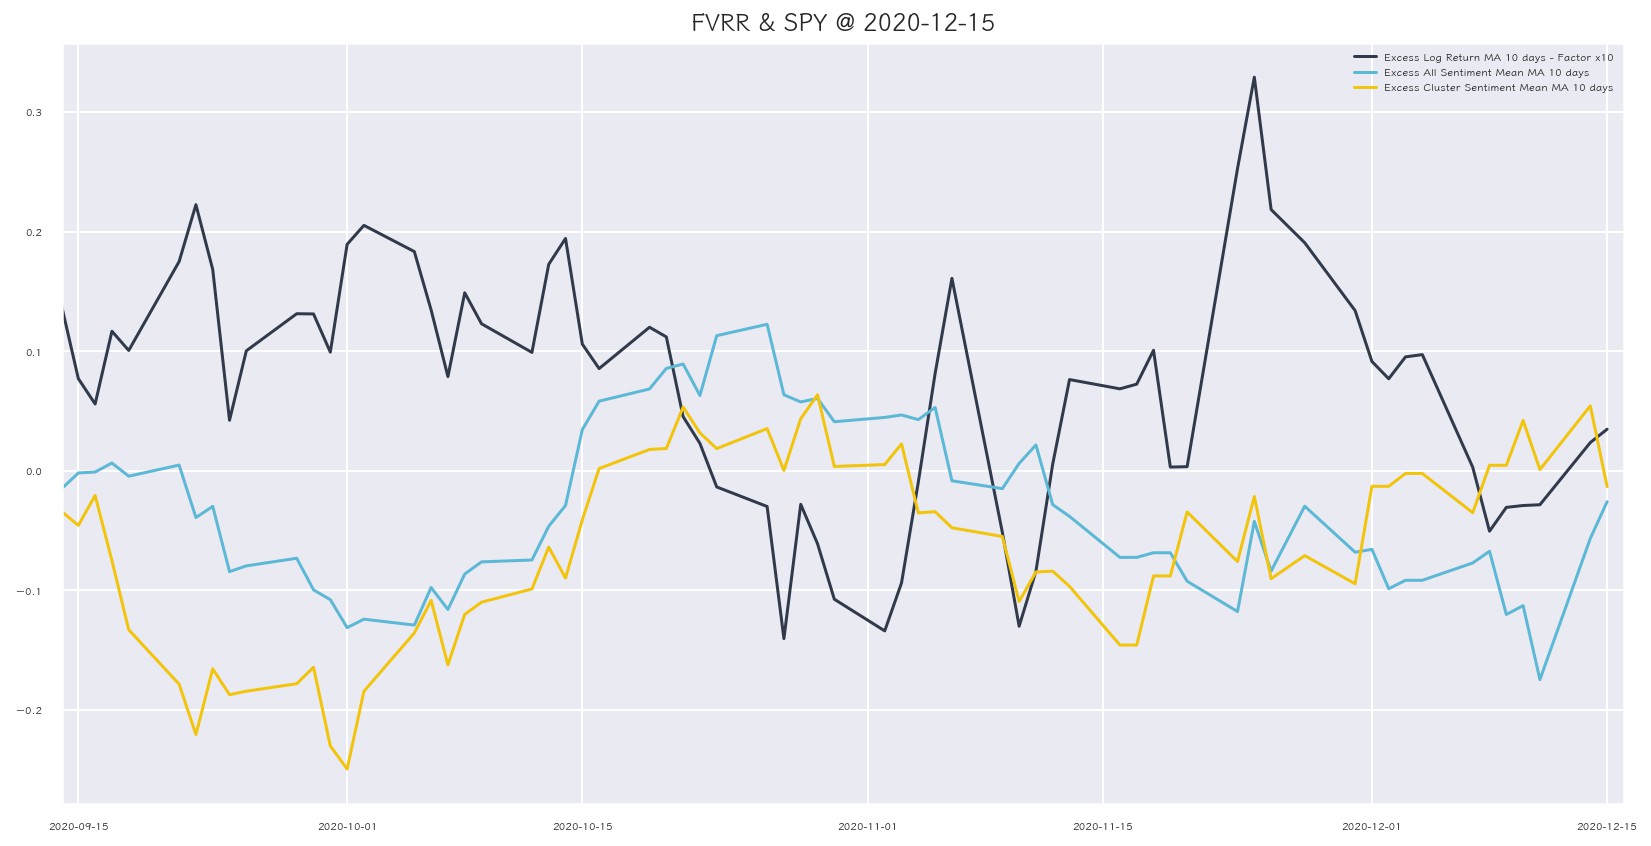 FVRR & SPY @ 2020-12-15
Excess Log Return MA 10 days - Factor x10
Excess All Sentiment Mean MA 10 days
Excess Cluster Sentiment Mean MA 10 days
0.3
0.2
0.1
0.0
−0.1
−0.2
2020-09-15 2020-10-01 2020-10-15 2020-11-01 2020-11-15 2020-12-01 2020-12-15